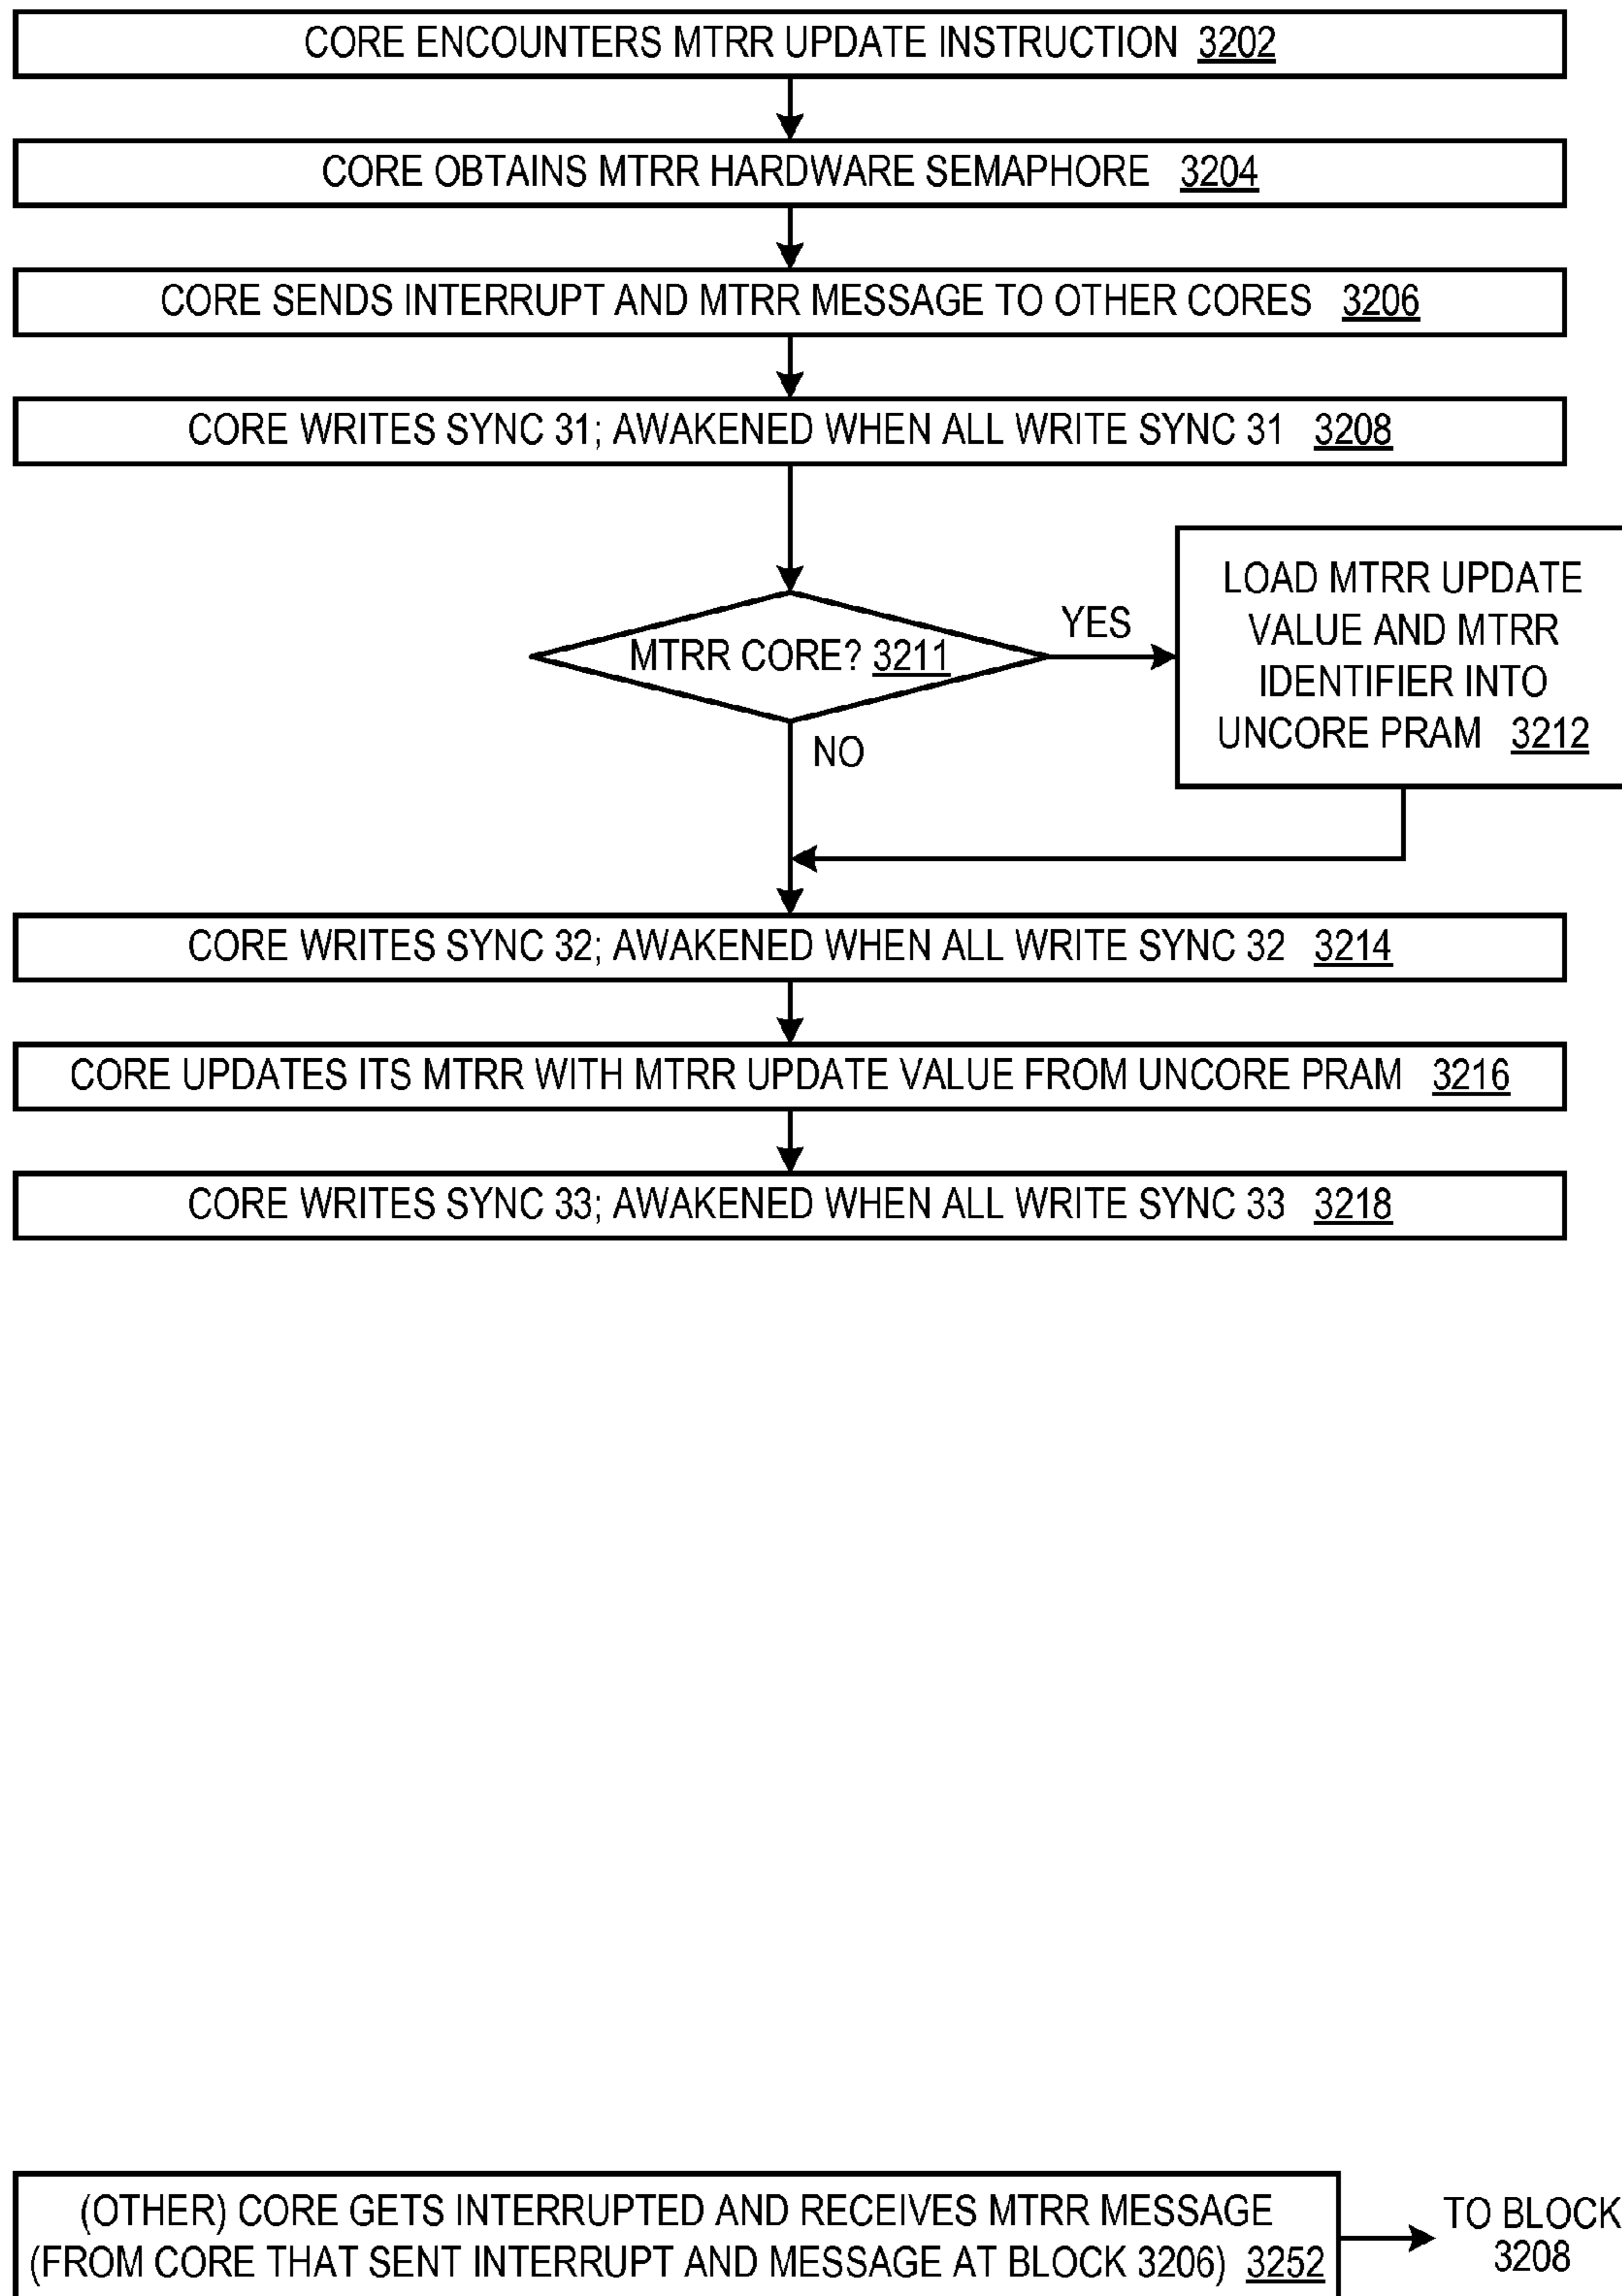 CORE ENCOUNTERS MTRR UPDATE INSTRUCTION 3202
CORE OBTAINS MTRR HARDWARE SEMAPHORE 3204
CORE SENDS INTERRUPT AND MTRR MESSAGE TO OTHER CORES 3206
CORE WRITES SYNC 31; AWAKENED WHEN ALL WRITE SYNC 31 3208
MTRR CORE? 3211
YES
LOAD MTRR UPDATE
VALUE AND MTRR
IDENTIFIER INTO
UNCORE PRAM 3212
NO
CORE WRITES SYNC 32; AWAKENED WHEN ALL WRITE SYNC 32 3214
CORE UPDATES ITS MTRR WITH MTRR UPDATE VALUE FROM UNCORE PRAM 3216
CORE WRITES SYNC 33; AWAKENED WHEN ALL WRITE SYNC 33 3218
(OTHER) CORE GETS INTERRUPTED AND RECEIVES MTRR MESSAGE
(FROM CORE THAT SENT INTERRUPT AND MESSAGE AT BLOCK 3206) 3252
TO BLOCK
3208